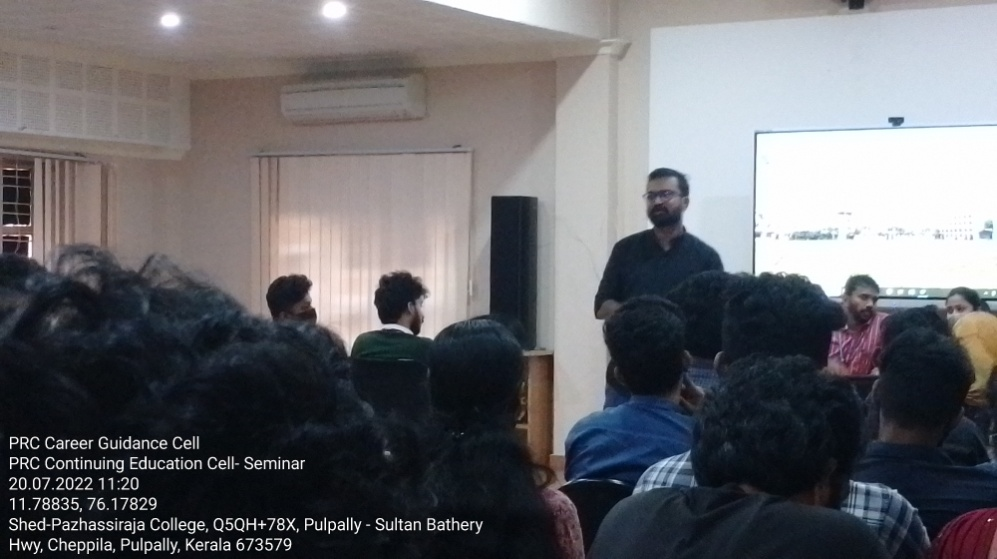 PRC Career Guidance Cell
PRC Continuing Education Cell- Seminar
20.07.2022 11:20
11.78835, 76.17829
Shed-Pazhassiraja College, Q5QH+78X, Pulpally - Sultan Bathery
Hwy, Cheppila, Pulpally, Kerala 673579